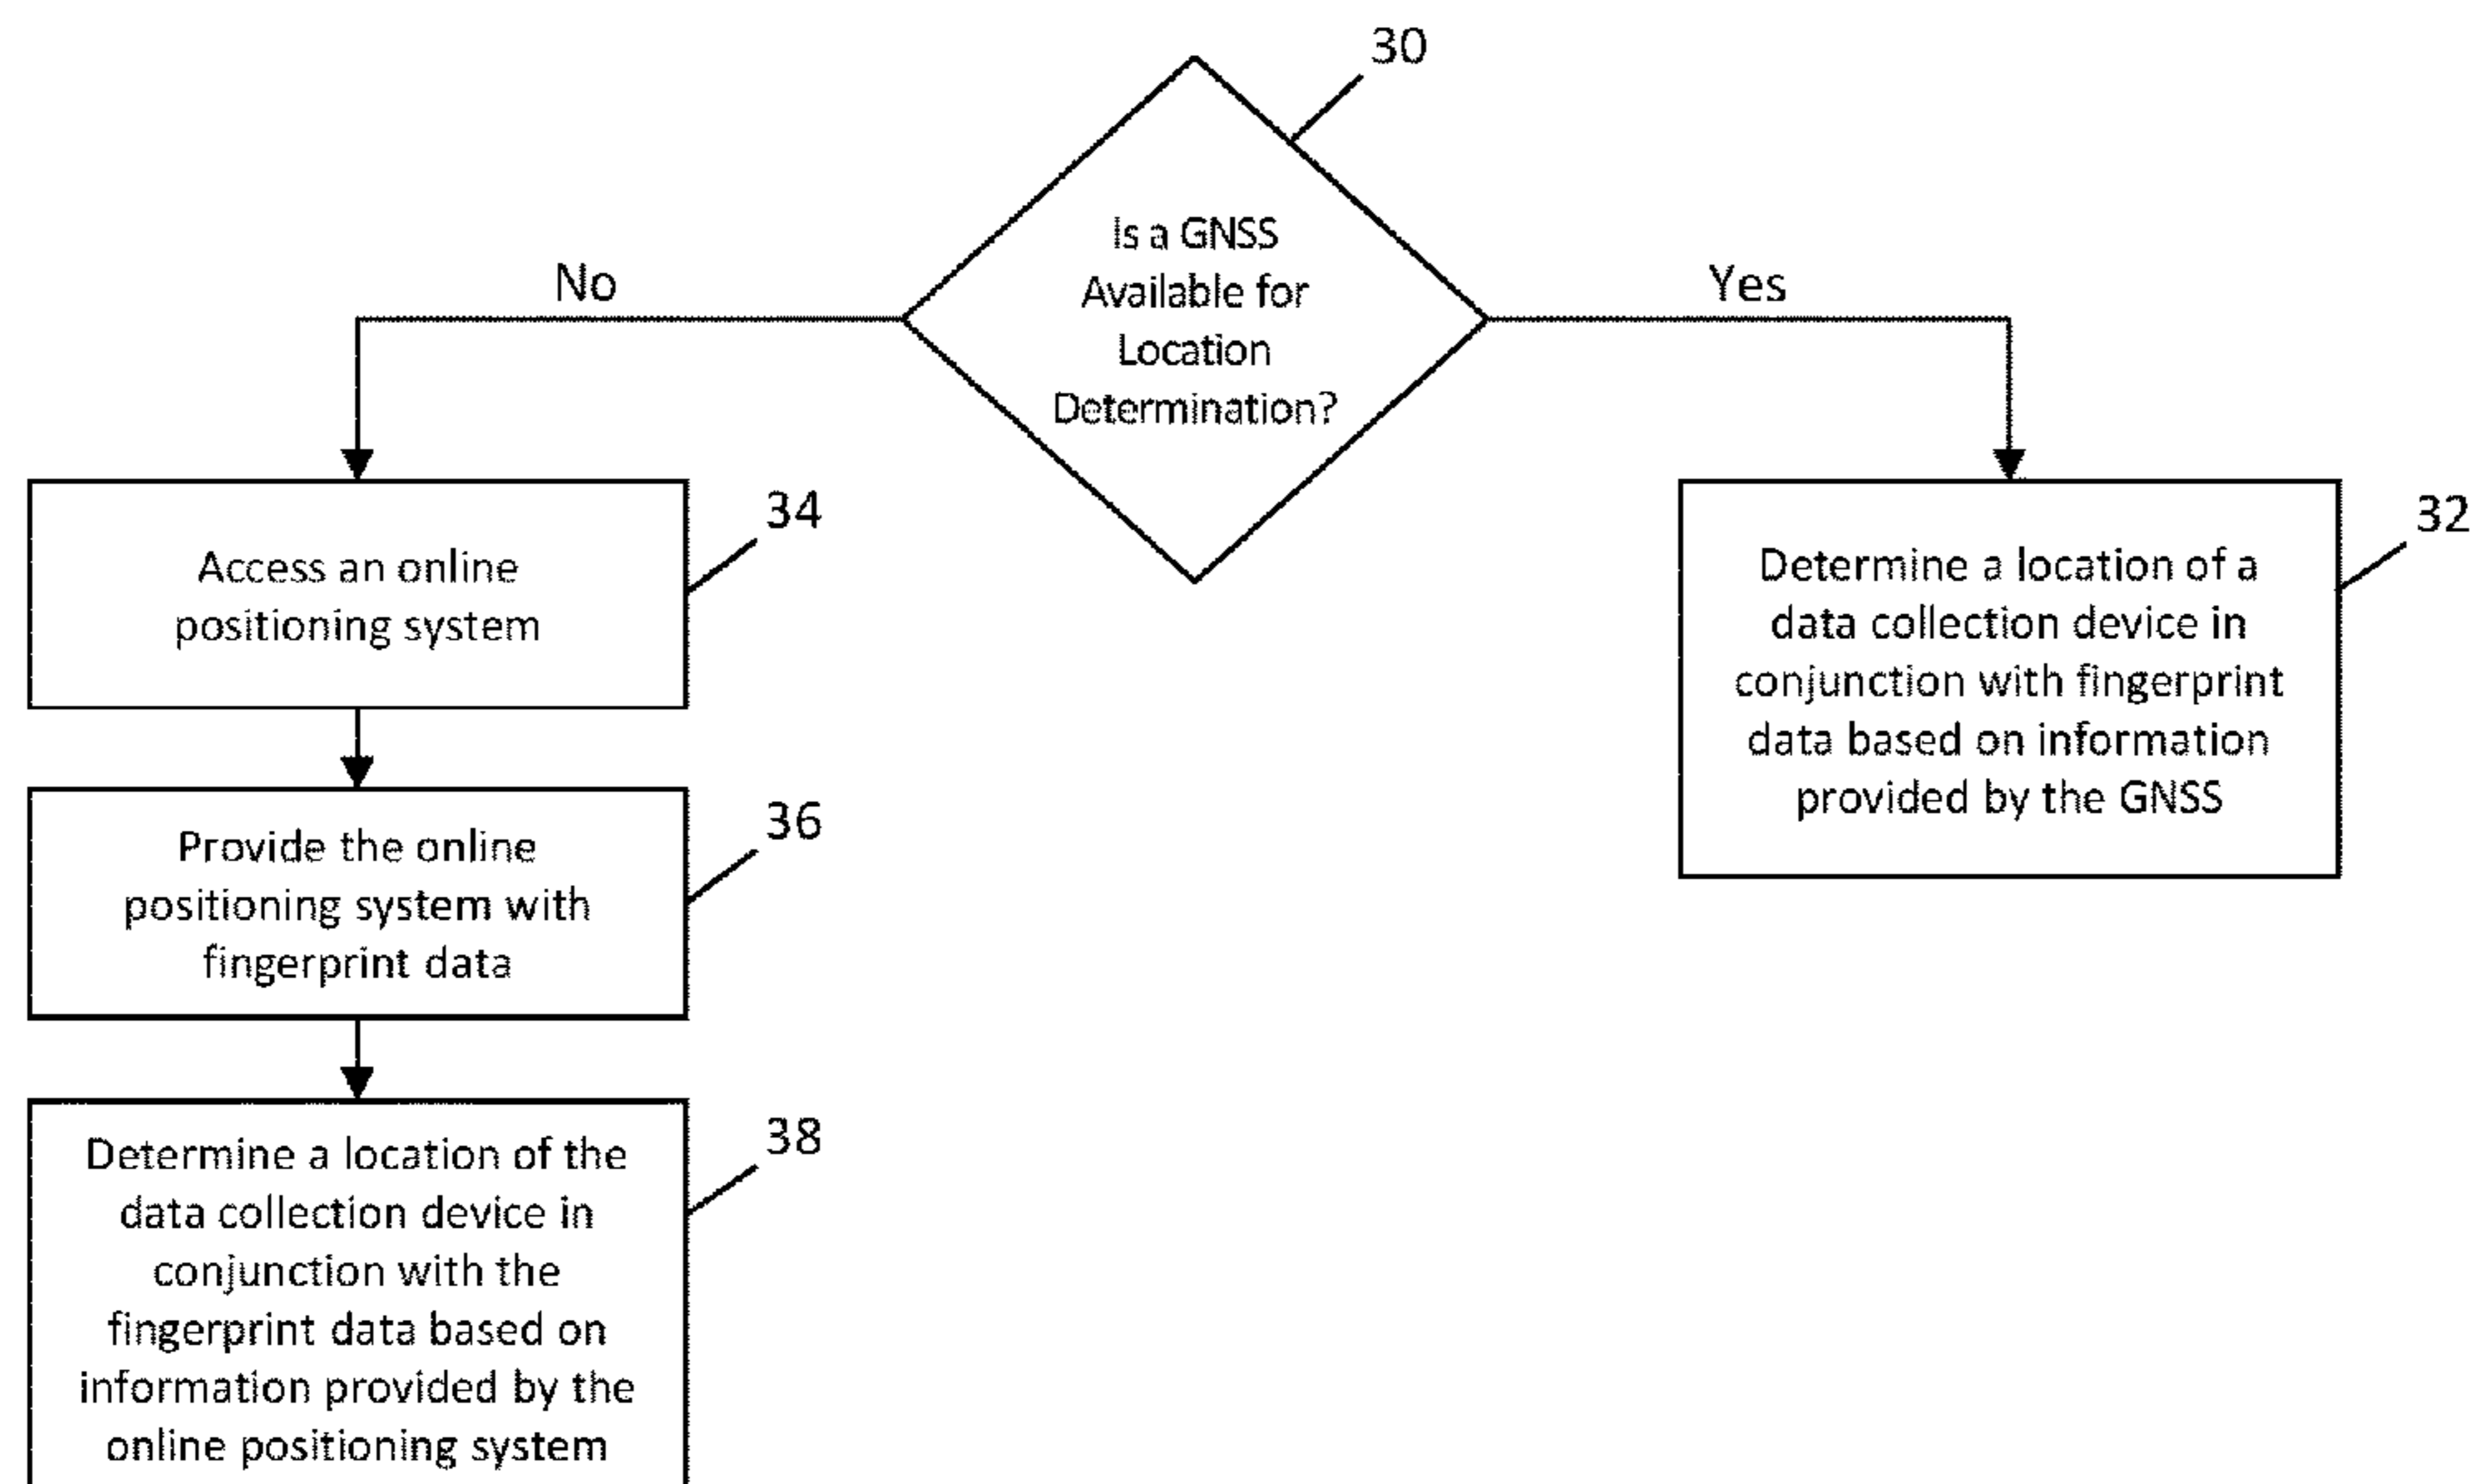 30
Is a GNSS
Available for
Location
Determination?
No
Yes
34
Access an online
positioning system
32
Determine a location of a
data collection device in
conjunction with fingerprint
data based on information
provided by the GNSS
36
Provide the online
positioning system with
fingerprint data
38
Determine a location of the
data collection device in
conjunction with the
fingerprint data based on
information provided by the
online positioning system